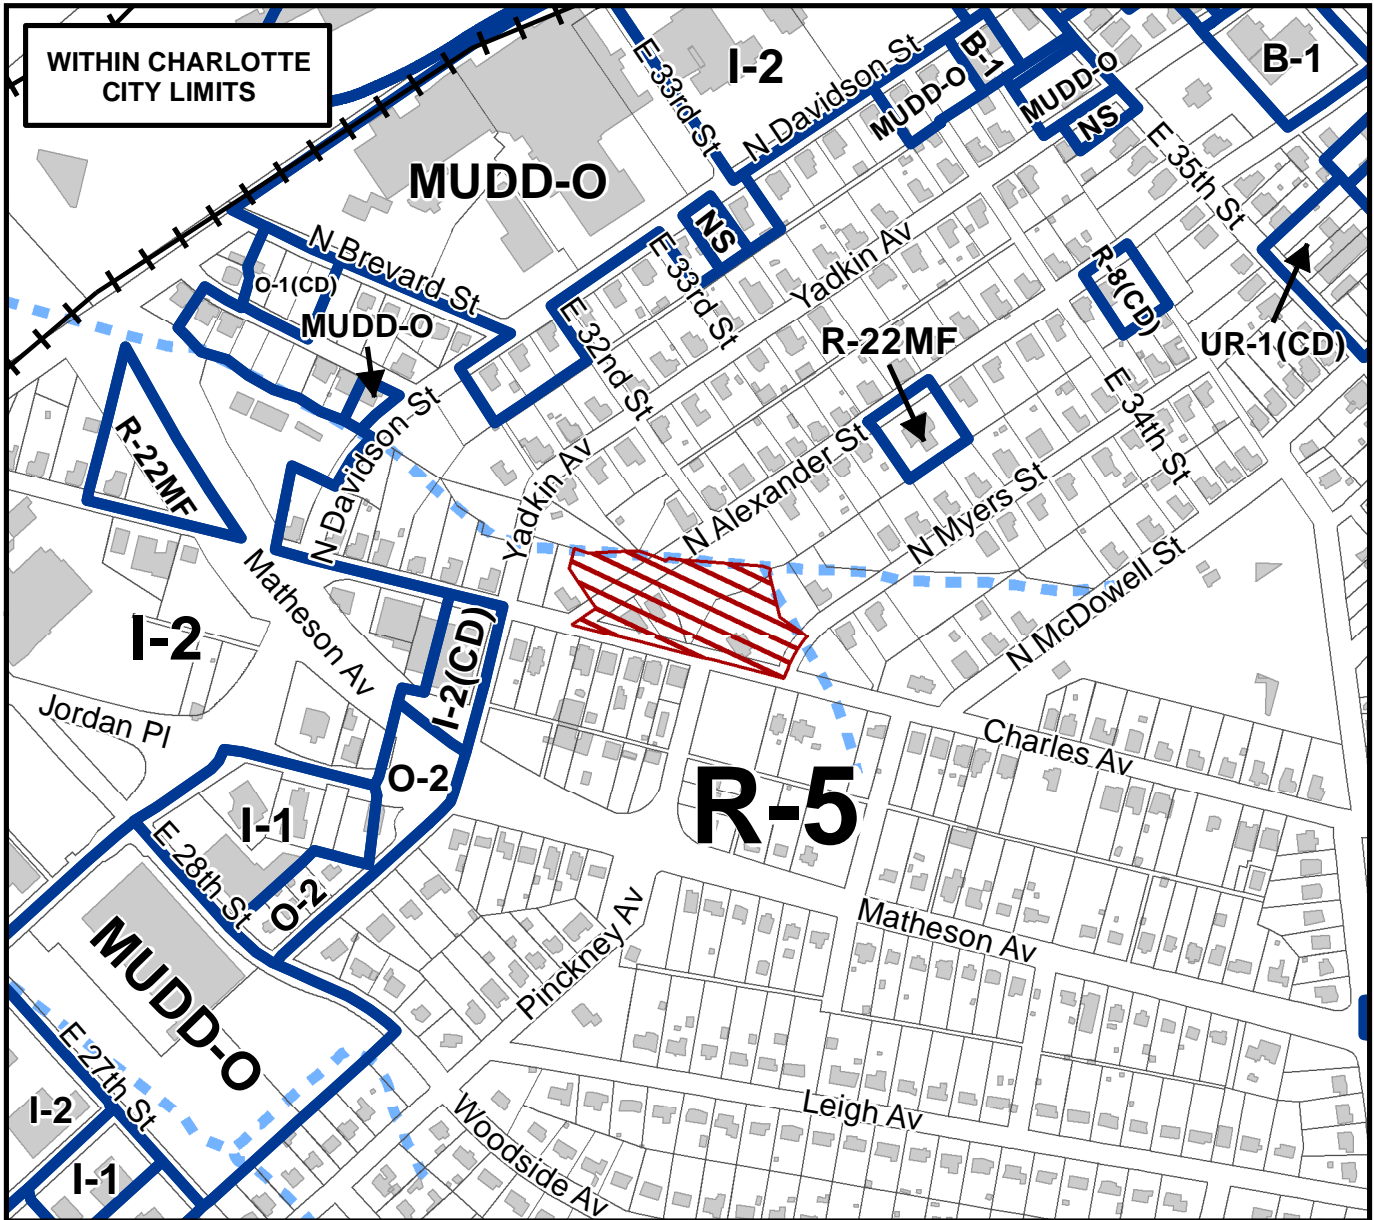 WITHIN CHARLOTTE
CITY LIMITS
E 33rd St
I-2
N Davidson St
B-1
MUDD-O
MUDD-O
NS
B-1
E 35th St
MUDD-O
NS
N Brevard St
O-1(CD)
MUDD-O
E 33rd St
Yadkin Av
R-8(CD)
UR-1(CD)
E 32nd St
R-22MF
E 34th St
R-22MF
N Davidson St
Yadkin Av
N Alexander St
N Myers St
N McDowell St
Matheson Av
I-2
I-2(CD)
Jordan Pl
Charles Av
O-2
R-5
I-1
E 28th St
O-2
Matheson Av
Pinckney Av
MUDD-O
E 27th St
I-2
Leigh Av
Woodside Av
I-1